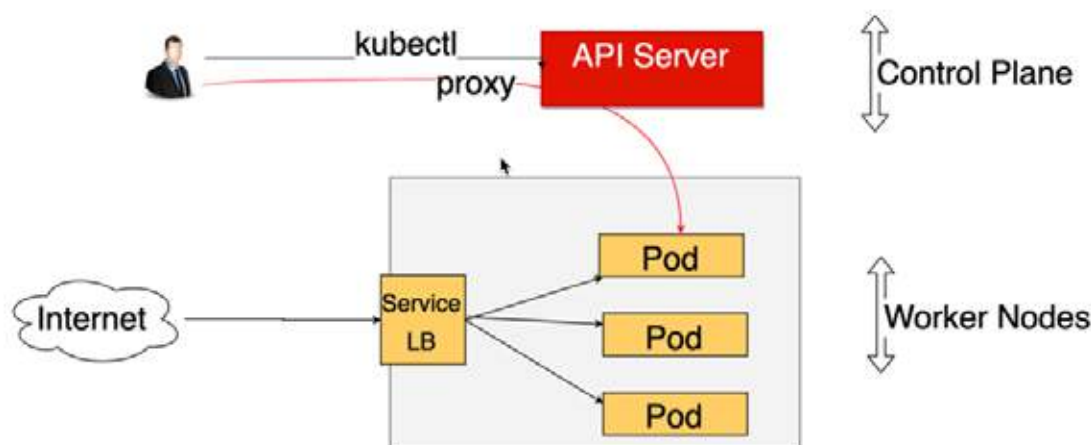 kubectl
API Server
proxy
Control Plane
Pod
Service
LB
Internet
Pod
Worker Nodes
Pod